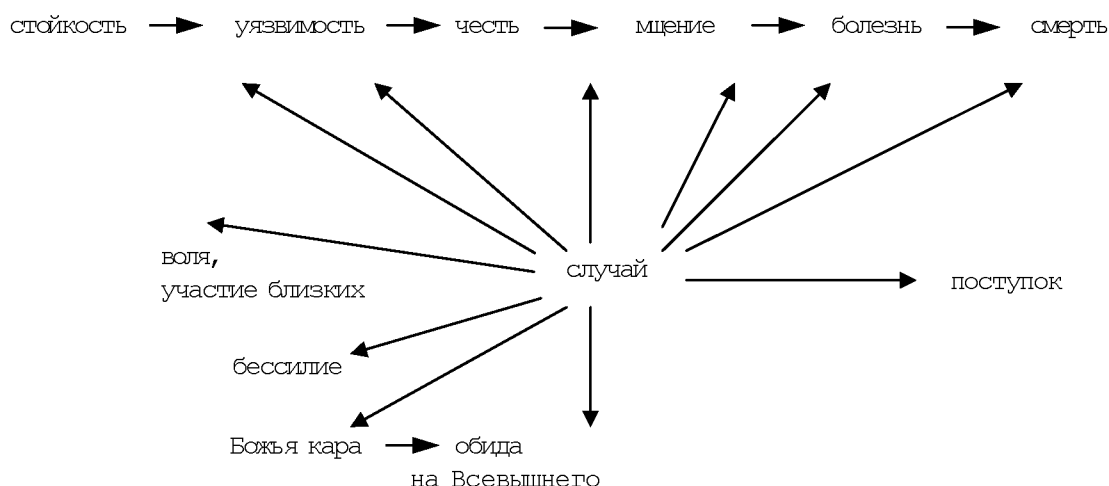 стойкость уязвимость честь мщение болезнь смерть
случай
воля,
участие близких
поступок
бессилие
Божья кара обида
на Всевышнего